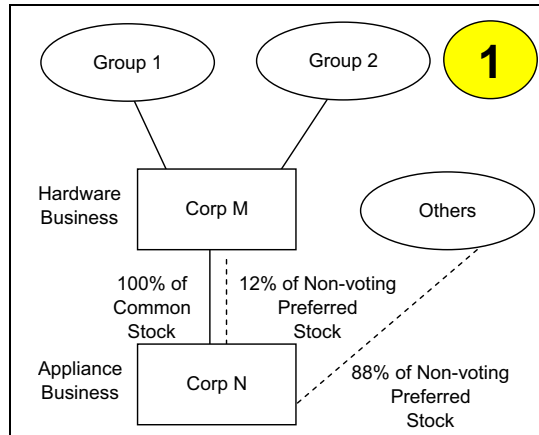 Group 1
Group 2
1
Hardware
Business
Corp M
Others
100% of
Common
Stock
12% of Non-voting
Preferred
Stock
Appliance
Business
Corp N
88% of Non-voting
Preferred
Stock